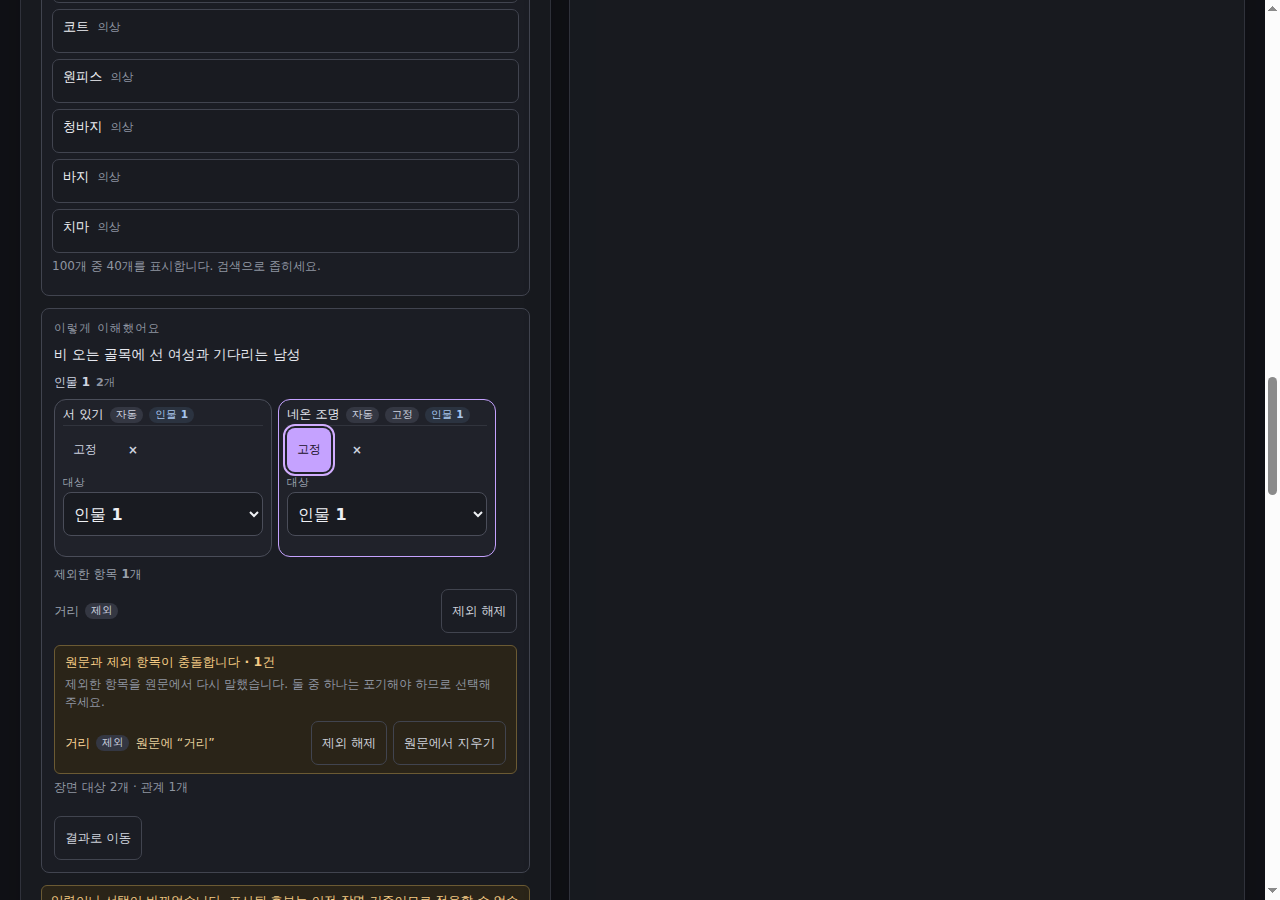 코트 의상
원피스 의상
청바지 의상
바지 의상
치마 의상
100개 중 40개를 표시합니다. 검색으로 좁히세요.
이렇게 이해했어요
비 오는 골목에 선 여성과 기다리는 남성
인물 1 2개
서 있기 자동 인물 1
네온 조명 자동 고정 인물 1
고정 ×
고정 ×
대상
대상
인물 1
인물 1
제외한 항목 1개
거리 제외 제외 해제
원문과 제외 항목이 충돌합니다 · 1건
제외한 항목을 원문에서 다시 말했습니다. 둘 중 하나는 포기해야 하므로 선택해
주세요.
거리 제외 원문에 “거리” 제외 해제 원문에서 지우기
장면 대상 2개 · 관계 1개
결과로 이동